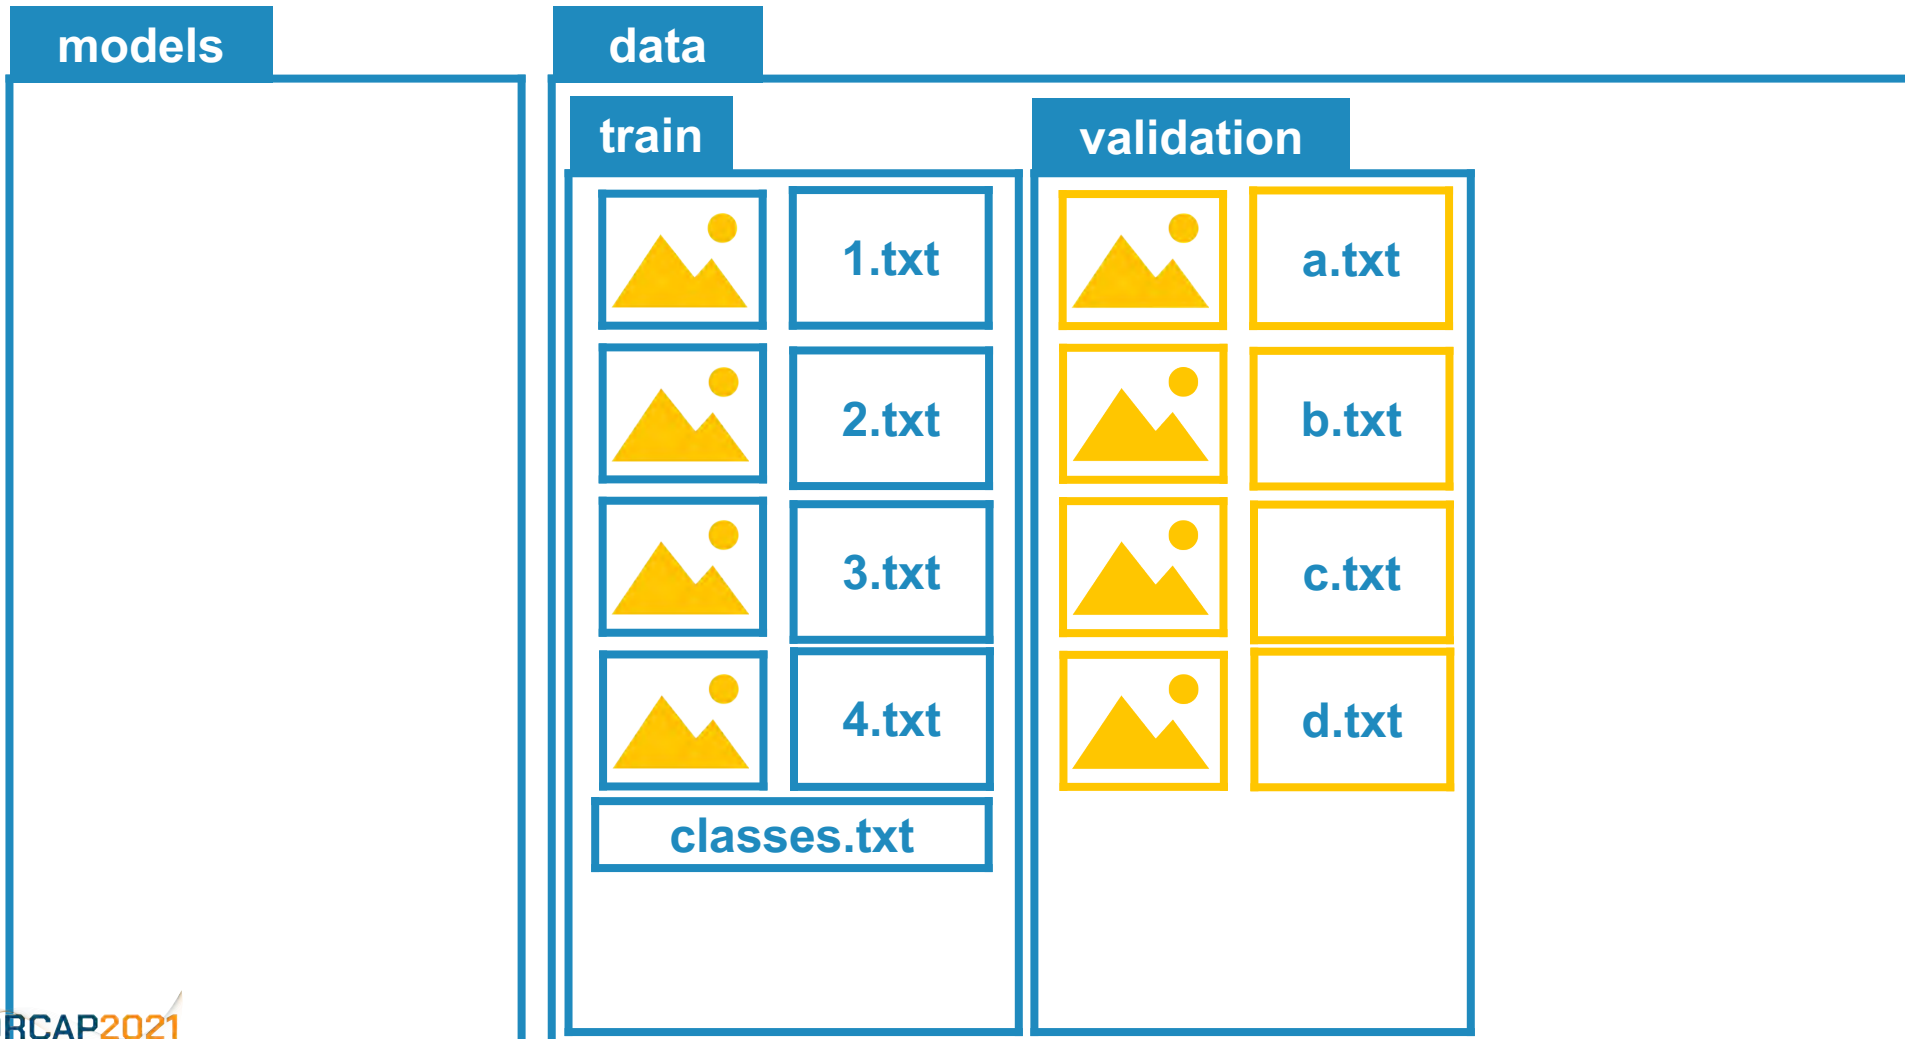 models
data
train
validation
1.txt
a.txt
2.txt
b.txt
3.txt
c.txt
4.txt
d.txt
classes.txt
RCAP2021